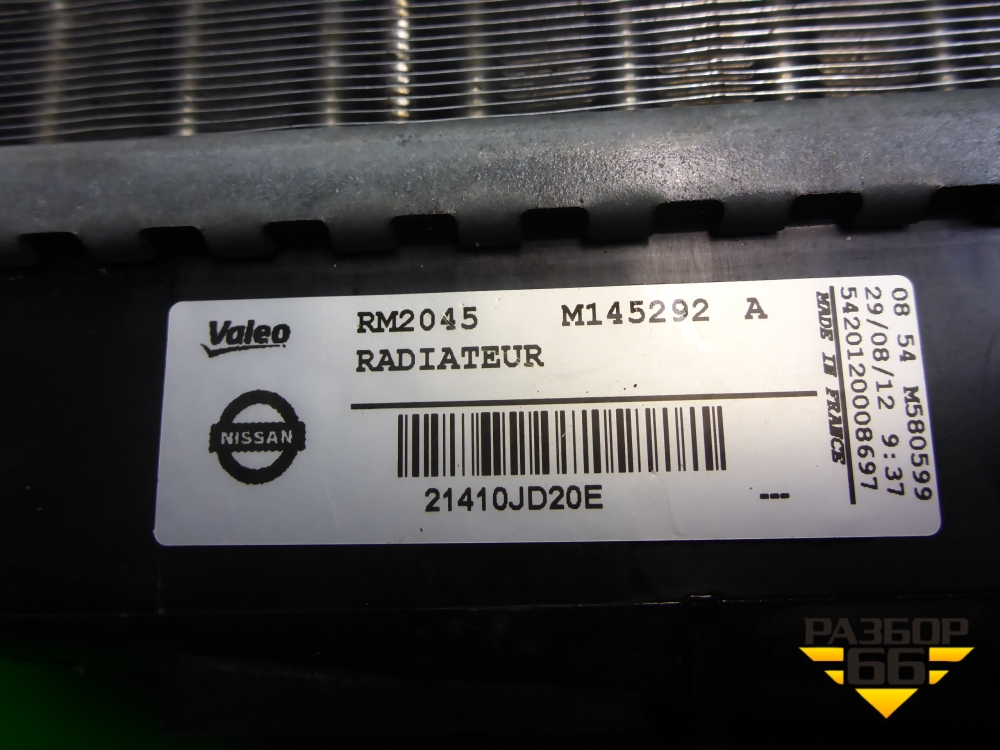 Valeo
RM2045 M145292 A
RADIATEUR
NISSAN
21410JD20E ---
MADE IN FRANCE
5420120008697
29/08/12 9:37
08 54 M580599
РАЗБОР
66